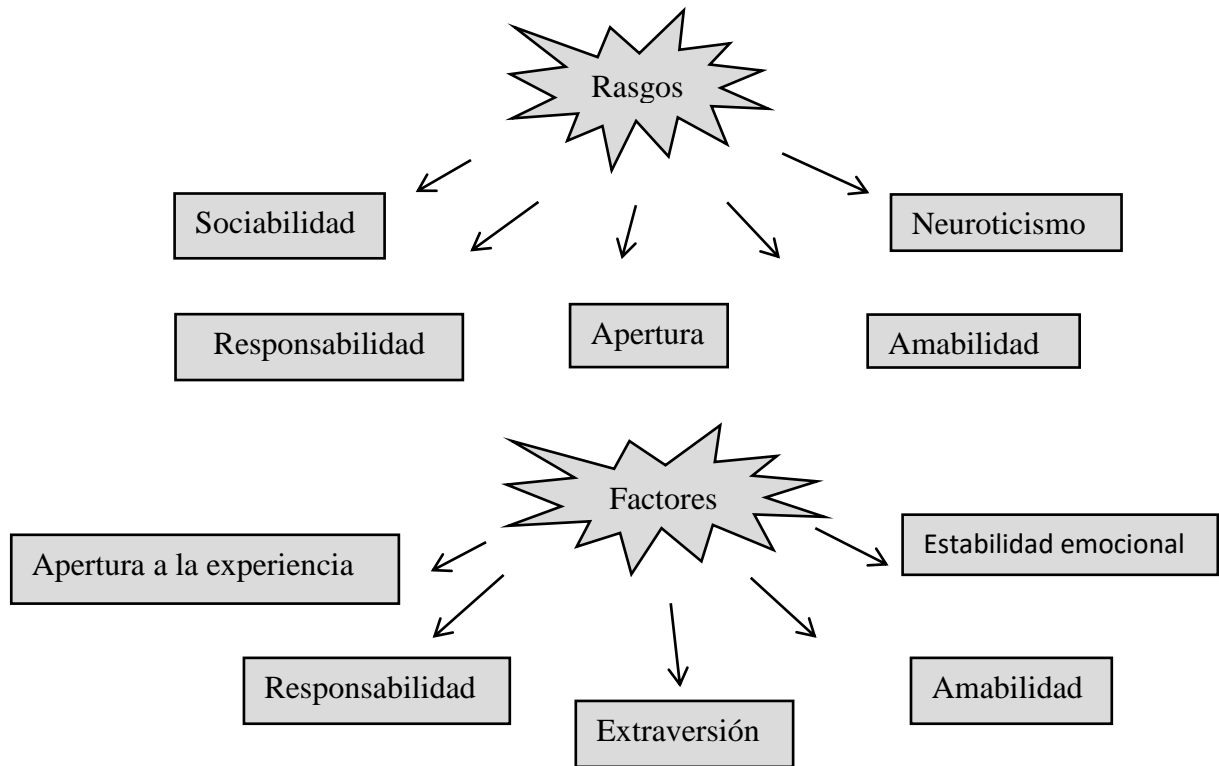 Rasgos
Sociabilidad
Neuroticismo
Responsabilidad
Apertura
Amabilidad
Factores
Apertura a la experiencia
Estabilidad emocional
Responsabilidad
Extraversión
Amabilidad